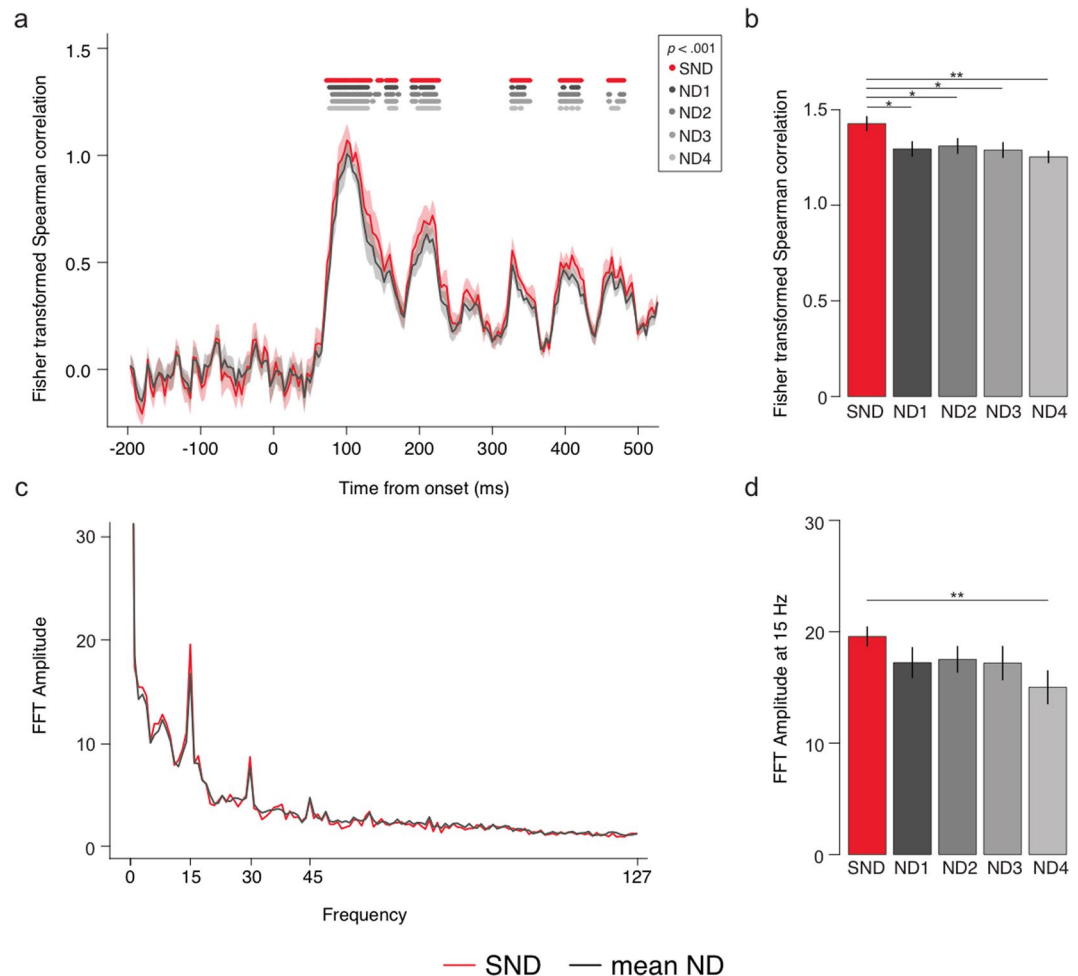 a
Fisher transformed Spearman correlation
1.5
1.0
0.5
0.0
-200 -100 0 100 200 300 400 500
Time from onset (ms)
p < .001
SND
ND1
ND2
ND3
ND4
b
Fisher transformed Spearman correlation
**
*
*
*
1.5
1.0
0.5
0
SND ND1 ND2 ND3 ND4
c
FFT Amplitude
30
20
10
0
0 15 30 45 127
Frequency
d
FFT Amplitude at 15 Hz
30
20
10
0
**
SND ND1 ND2 ND3 ND4
SND mean ND